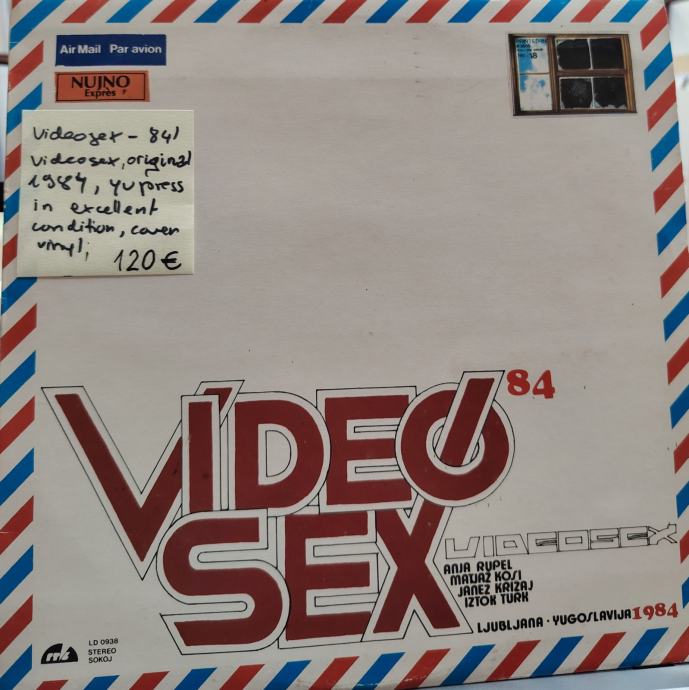 Air Mail Par avion
NUJNO
Exprès
Videosex - 84/
Videosex, original
1984, yu press
in excellent
condition, cover
vinyl;
120 €
VIDEO 84
SEX
VIDEOSEX
ANJA RUPEL
MATJAŽ KOSI
JANEZ KRIŽAJ
IZTOK TURK
LJUBLJANA · YUGOSLAVIJA 1984
LD 0938
STEREO
SOKOJ